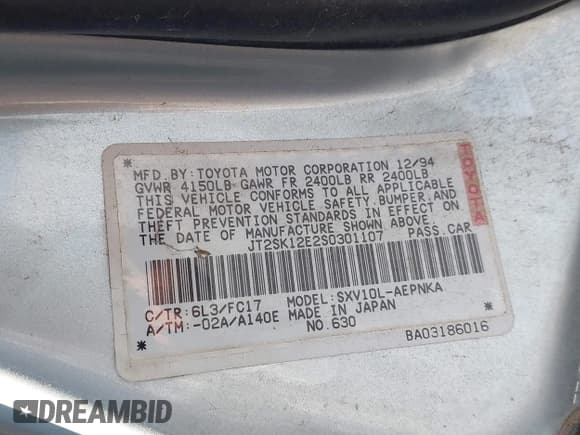 MFD. BY: TOYOTA MOTOR CORPORATION 12/94
GVWR 4150LB GAWR FR 2400LB RR 2400LB
THIS VEHICLE CONFORMS TO ALL APPLICABLE
FEDERAL MOTOR VEHICLE SAFETY, BUMPER, AND
THEFT PREVENTION STANDARDS IN EFFECT ON
THE DATE OF MANUFACTURE SHOWN ABOVE.
JT2SK12E2S0301107 PASS.CAR
TOYOTA
C/TR: 6L3/FC17 MODEL: SXV10L-AEPNKA
A/TM: -02A/A140E MADE IN JAPAN
NO.630
BA03186016
DREAMBID